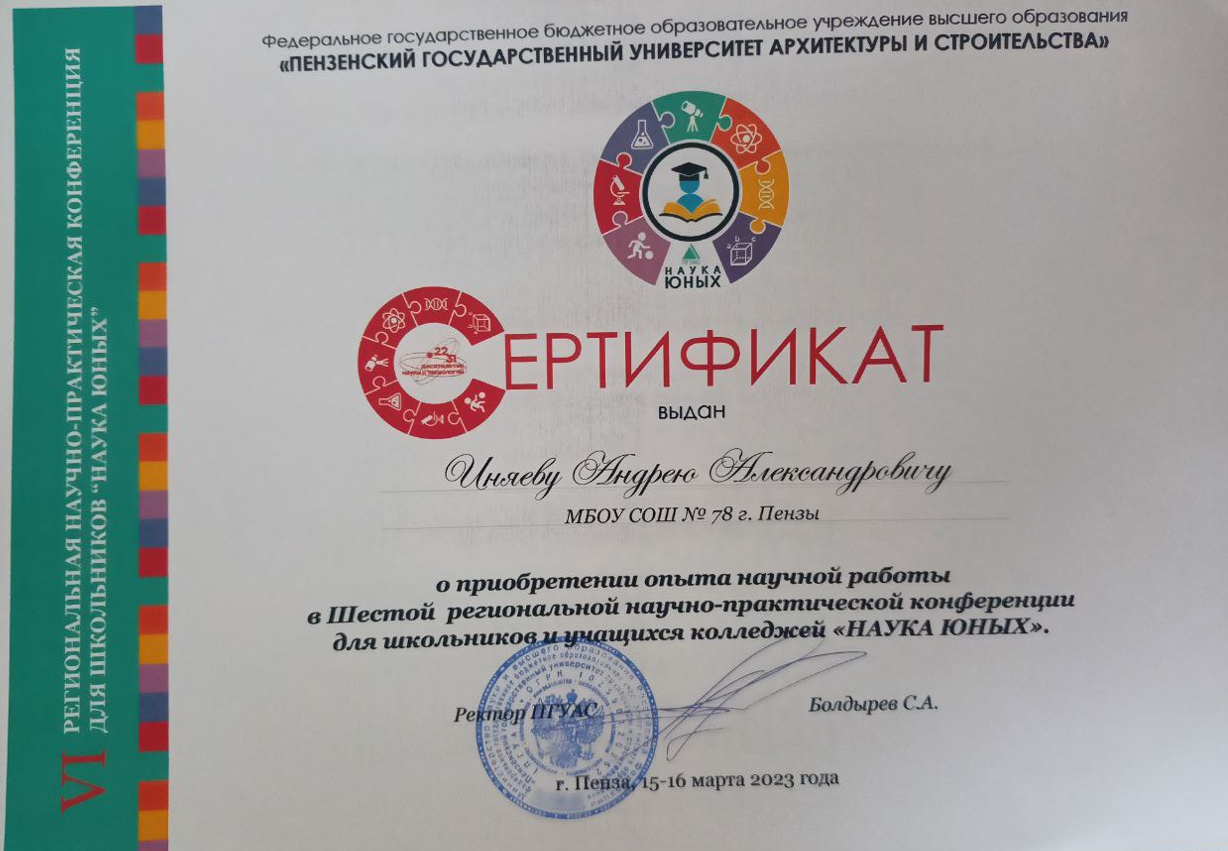 Федеральное государственное бюджетное образовательное учреждение высшего образования
«ПЕНЗЕНСКИЙ ГОСУДАРСТВЕННЫЙ УНИВЕРСИТЕТ АРХИТЕКТУРЫ И СТРОИТЕЛЬСТВА»
НАУКА
ЮНЫХ
22
31
ДЕСЯТИЛЕТИЕ
НАУКИ И ТЕХНОЛОГИЙ
СЕРТИФИКАТ
выдан
Иняеву Андрею Александровичу
МБОУ СОШ № 78 г. Пензы
о приобретении опыта научной работы
в Шестой региональной научно-практической конференции
для школьников и учащихся колледжей «НАУКА ЮНЫХ».
Ректор ПГУАС
Болдырев С.А.
г. Пенза, 15-16 марта 2023 года
VI РЕГИОНАЛЬНАЯ НАУЧНО-ПРАКТИЧЕСКАЯ КОНФЕРЕНЦИЯ
ДЛЯ ШКОЛЬНИКОВ “НАУКА ЮНЫХ”